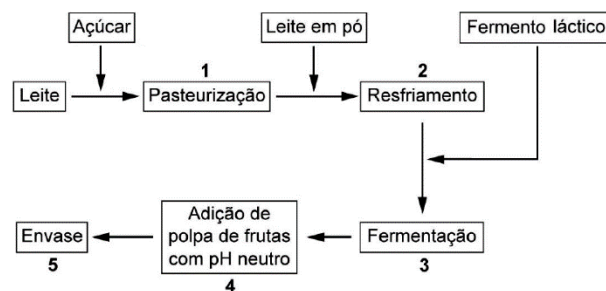 Açúcar
Leite em pó
Fermento láctico
1
2
Leite
Pasteurização
Resfriamento
Envase
Adição de
polpa de frutas
com pH neutro
Fermentação
5
4
3